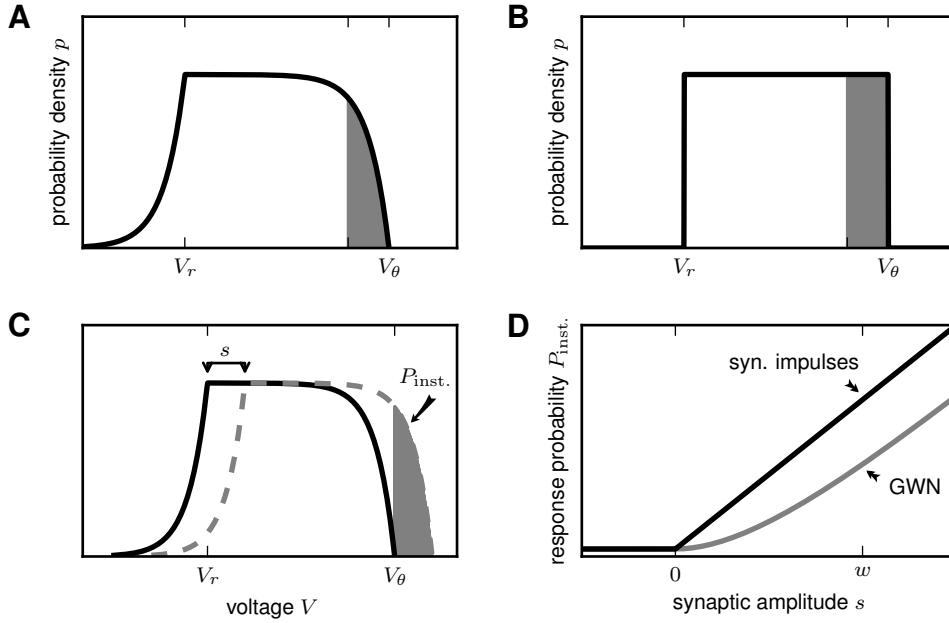 A
probability density p
V_r
V_θ
B
probability density p
V_r
V_θ
C
s
P_inst.
V_r
V_θ
voltage V
D
response probability P_inst.
syn. impulses
GWN
0
w
synaptic amplitude s